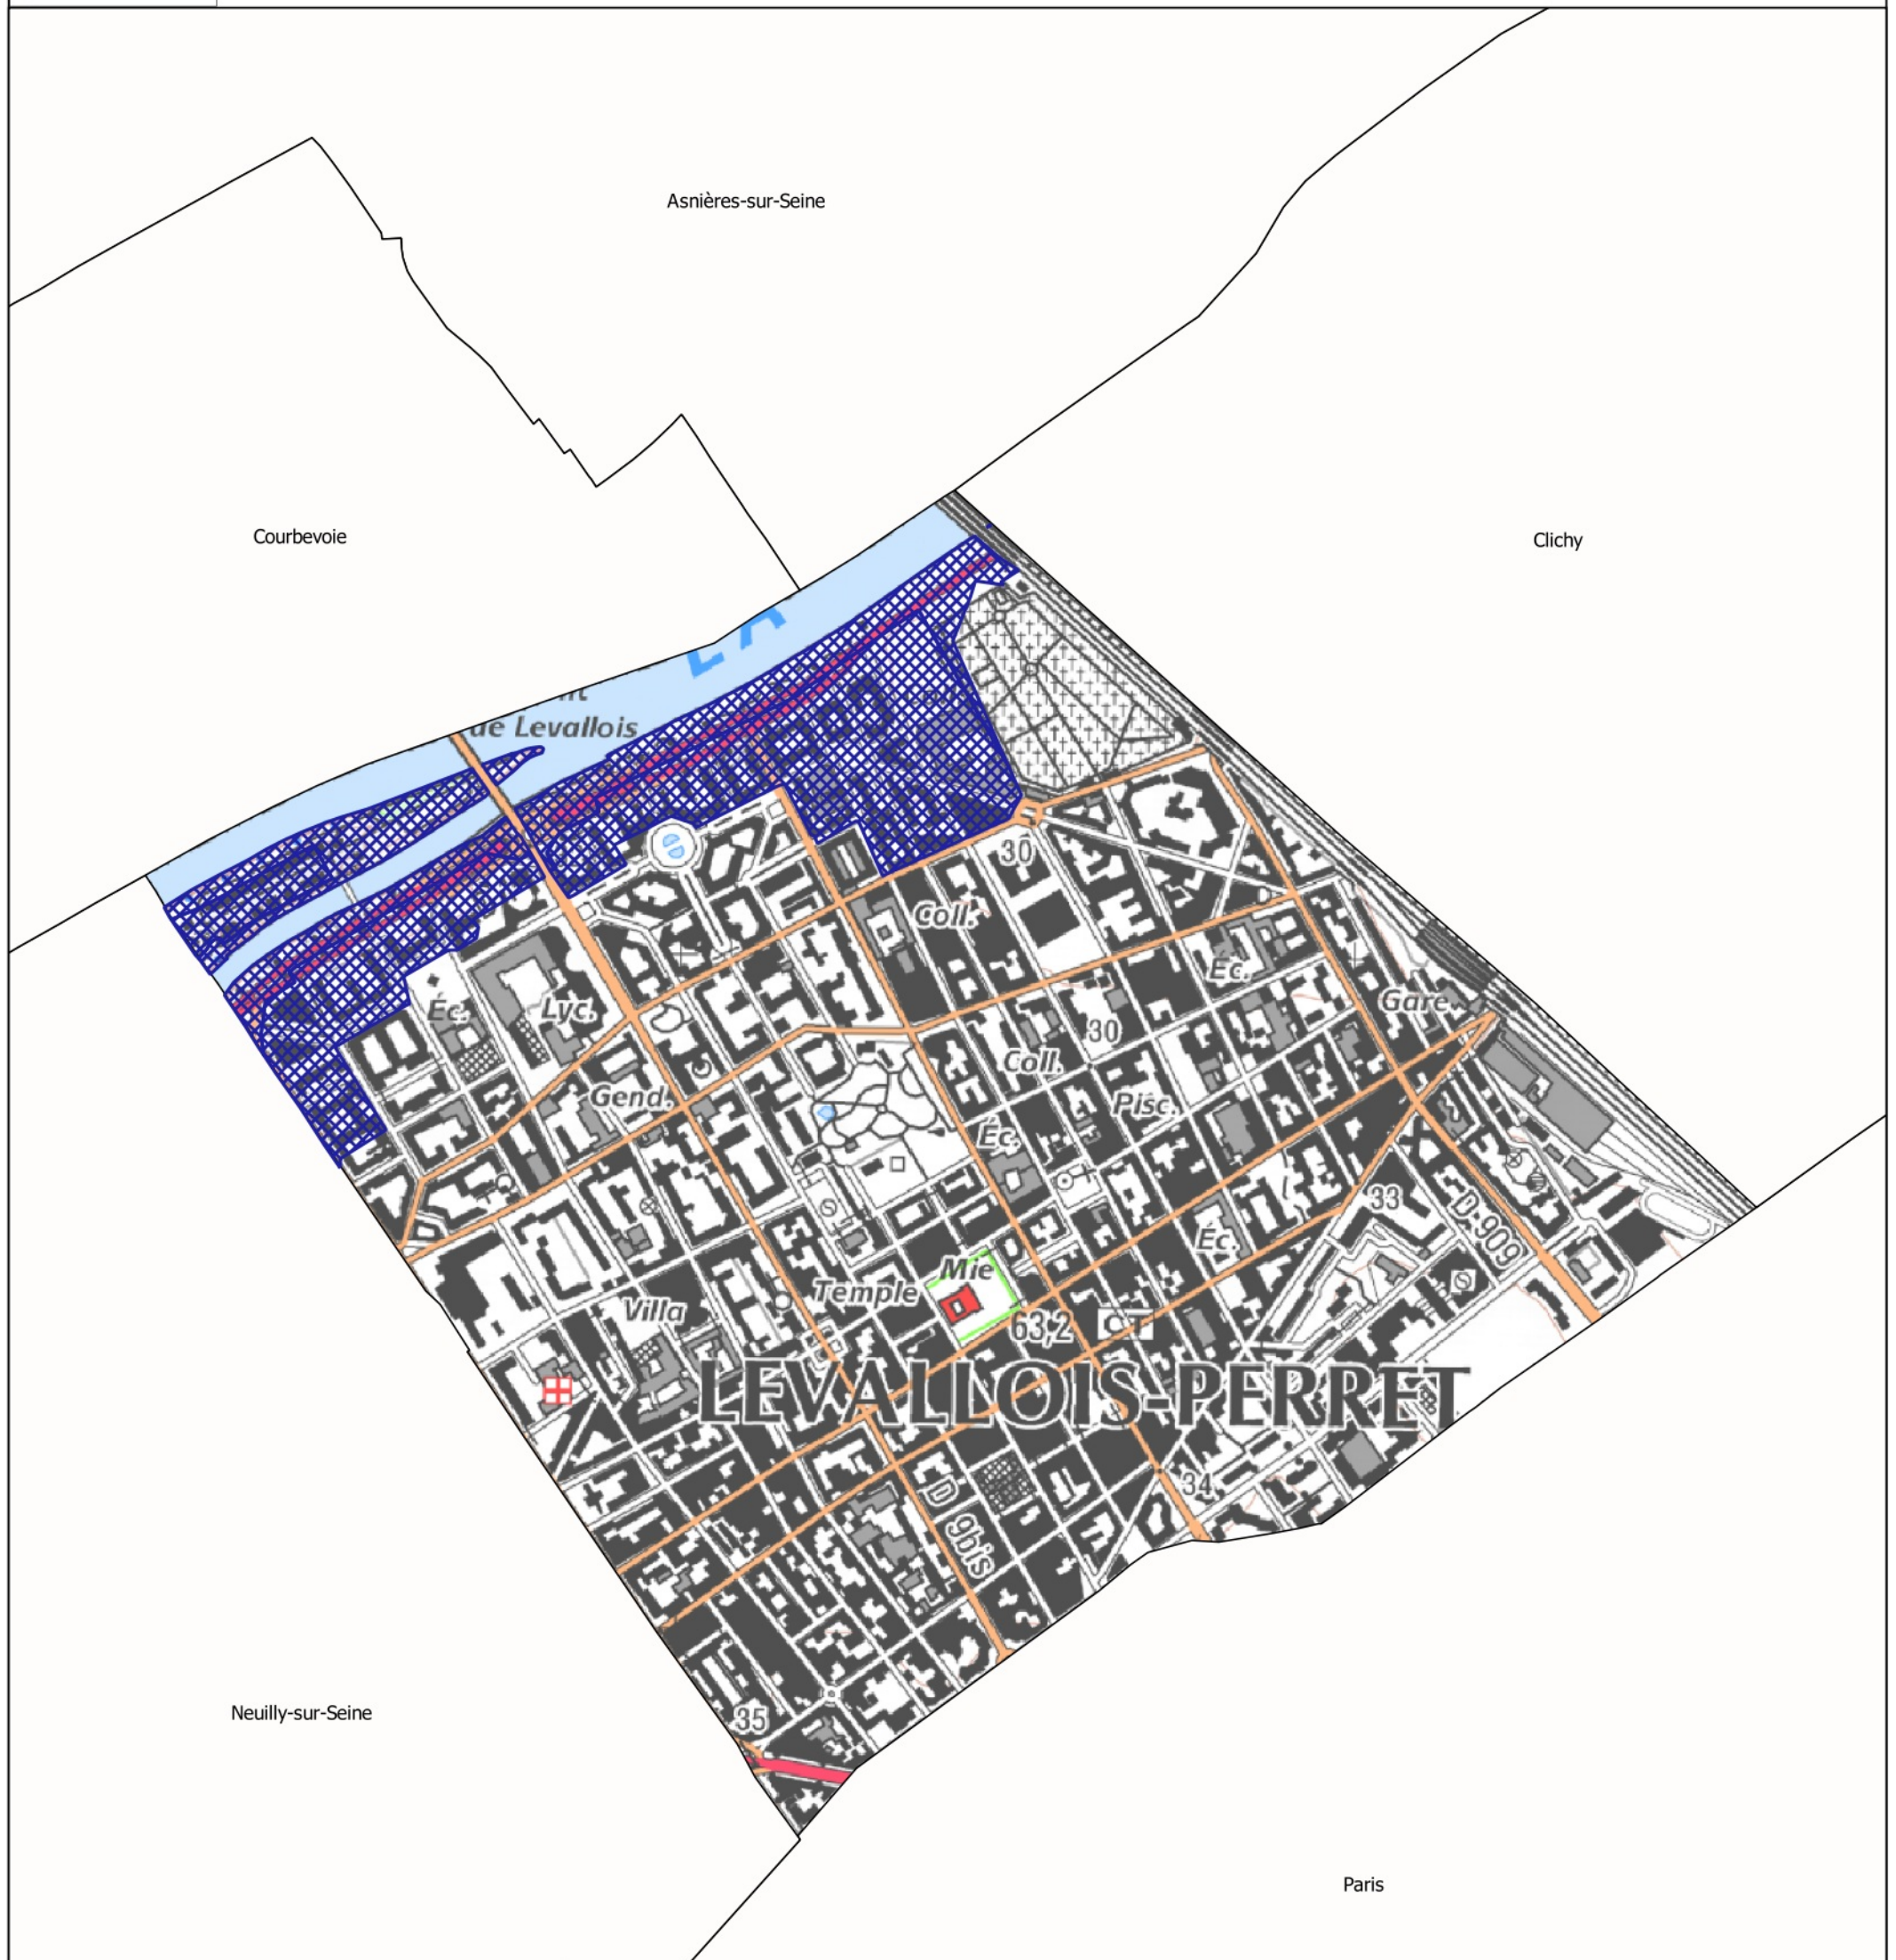 Asnières-sur-Seine
Courbevoie
Clichy
LA
de Levallois
30
Coll.
Éc.
Éc.
Lyc.
Gare
30
Coll.
Gend.
Pisc.
Éc.
33
D 909
Éc.
Mie
Temple
Villa
63,2
LEVALLOIS-PERRET
34
D 9bis
Neuilly-sur-Seine
35
Paris